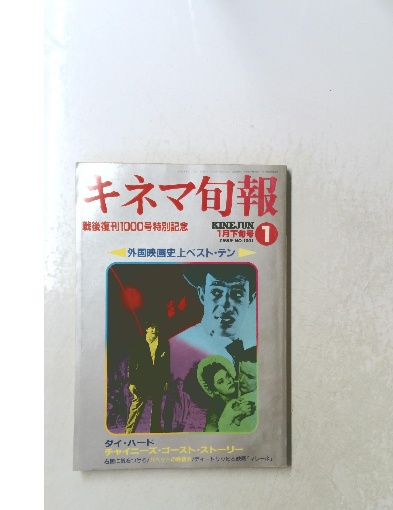 キネマ旬報
戦後復刊1000号特別記念
KINEJUN
1月下旬号
1
外国映画史上ベスト・テン
ダイ・ハード
チャイニーズ・ゴースト・ストーリー